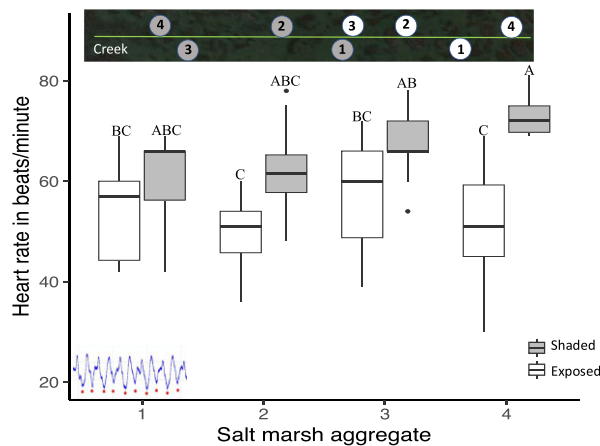 4 2 3 2 4
Creek 3 1 1
Heart rate in beats/minute
80
60
40
20
BC ABC C ABC BC AB C A
Shaded
Exposed
1 2 3 4
Salt marsh aggregate